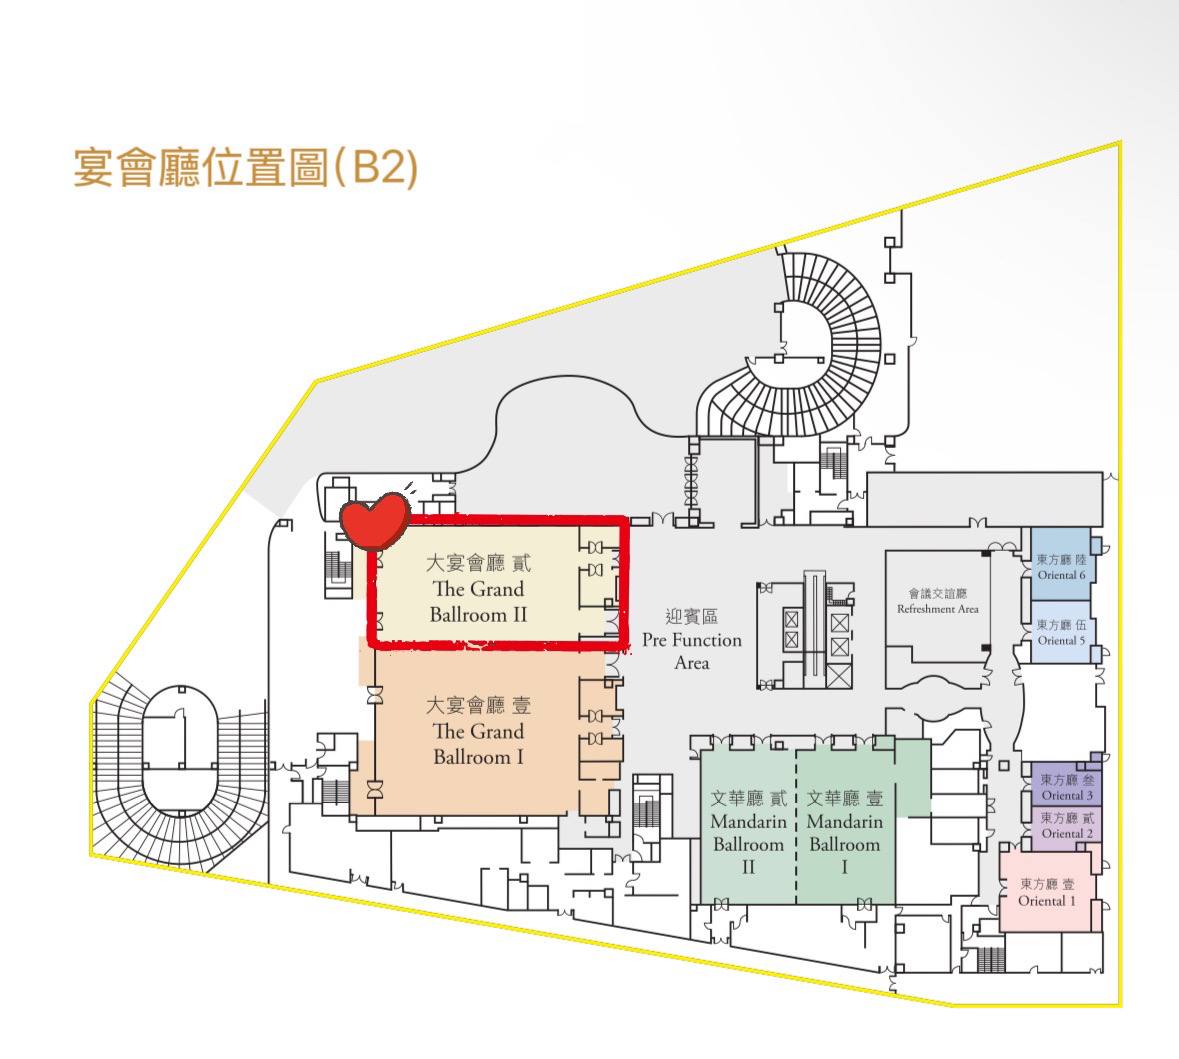 宴會廳位置圖(B2)
大宴會廳 貳
The Grand
Ballroom II
迎賓區
Pre Function
Area
大宴會廳 壹
The Grand
Ballroom I
會議交誼廳
Refreshment Area
東方廳 陸
Oriental 6
東方廳 伍
Oriental 5
文華廳 貳
Mandarin
Ballroom
II
文華廳 壹
Mandarin
Ballroom
I
東方廳 叁
Oriental 3
東方廳 貳
Oriental 2
東方廳 壹
Oriental 1